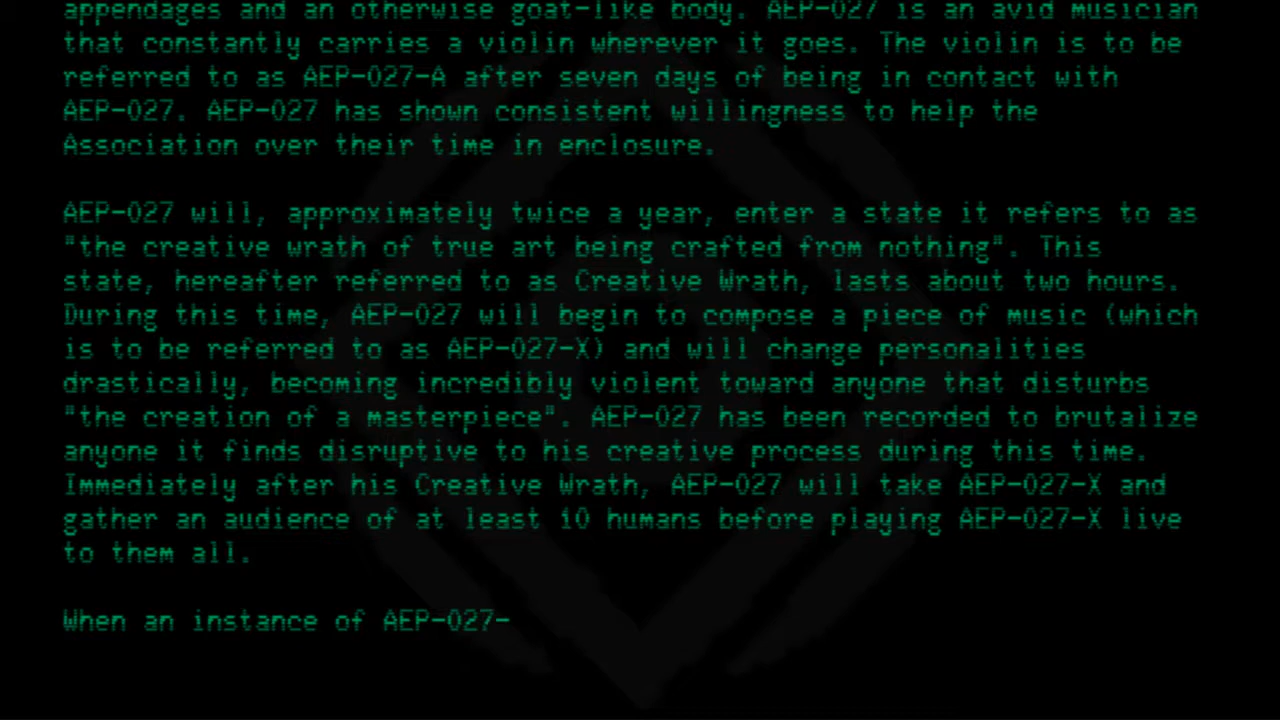 appendages and an otherwise goat-like body. AEP-027 is an avid musician
that constantly carries a violin wherever it goes. The violin is to be
referred to as AEP-027-A after seven days of being in contact with
AEP-027. AEP-027 has shown consistent willingness to help the
Association over their time in enclosure.
AEP-027 will, approximately twice a year, enter a state it refers to as
"the creative wrath of true art being crafted from nothing". This
state, hereafter referred to as Creative Wrath, lasts about two hours.
During this time, AEP-027 will begin to compose a piece of music (which
is to be referred to as AEP-027-X) and will change personalities
drastically, becoming incredibly violent toward anyone that disturbs
"the creation of a masterpiece". AEP-027 has been recorded to brutalize
anyone it finds disruptive to his creative process during this time.
Immediately after his Creative Wrath, AEP-027 will take AEP-027-X and
gather an audience of at least 10 humans before playing AEP-027-X live
to them all.
When an instance of AEP-027-